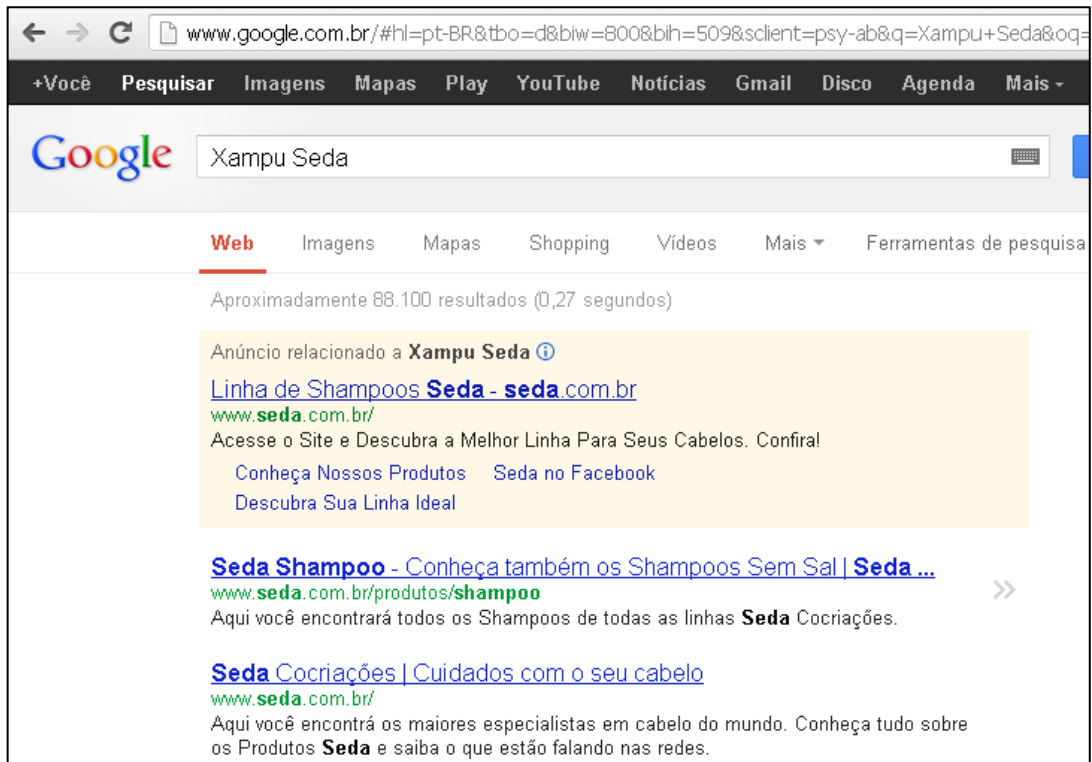 www.google.com.br/#hl=pt-BR&tbo=d&biw=800&bih=509&sclient=psy-ab&q=Xampu+Seda&oq=
+Você Pesquisar Imagens Mapas Play YouTube Notícias Gmail Disco Agenda Mais
Google Xampu Seda
Web Imagens Mapas Shopping Vídeos Mais Ferramentas de pesquisa
Aproximadamente 88.100 resultados (0,27 segundos)
Anúncio relacionado a Xampu Seda
Linha de Shampoos Seda - seda.com.br
www.seda.com.br/
Acesse o Site e Descubra a Melhor Linha Para Seus Cabelos. Confira!
Conheça Nossos Produtos Seda no Facebook
Descubra Sua Linha Ideal
Seda Shampoo - Conheça também os Shampoos Sem Sal | Seda ...
www.seda.com.br/produtos/shampoo
Aqui você encontrará todos os Shampoos de todas as linhas Seda Cocriações.
Seda Cocriações | Cuidados com o seu cabelo
www.seda.com.br/
Aqui você encontrá os maiores especialistas em cabelo do mundo. Conheça tudo sobre
os Produtos Seda e saiba o que estão falando nas redes.